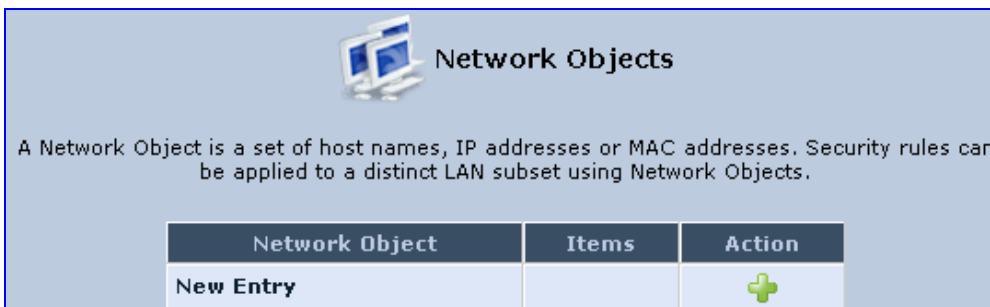 Network Objects
A Network Object is a set of host names, IP addresses or MAC addresses. Security rules can
be applied to a distinct LAN subset using Network Objects.
Network Object Items Action
New Entry